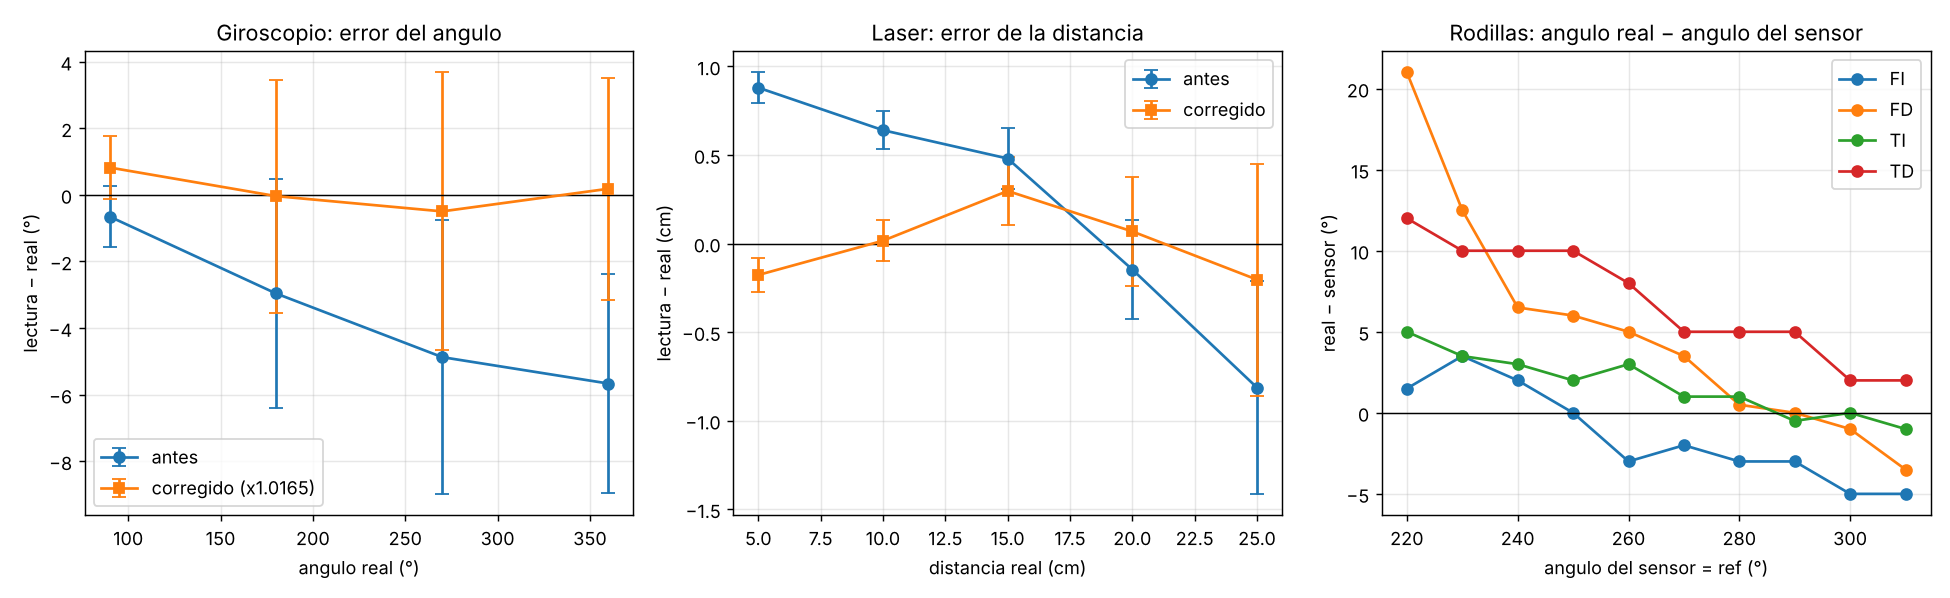 Giroscopio: error del angulo
4
2
0
−2
−4
−6
−8
lectura − real (°)
antes
corregido (x1.0165)
100
150
200
250
300
350
angulo real (°)
Laser: error de la distancia
1.0
0.5
0.0
−0.5
−1.0
−1.5
lectura − real (cm)
antes
corregido
5.0
7.5
10.0
12.5
15.0
17.5
20.0
22.5
25.0
distancia real (cm)
Rodillas: angulo real − angulo del sensor
20
15
10
5
0
−5
real − sensor (°)
FI
FD
TI
TD
220
240
260
280
300
angulo del sensor = ref (°)